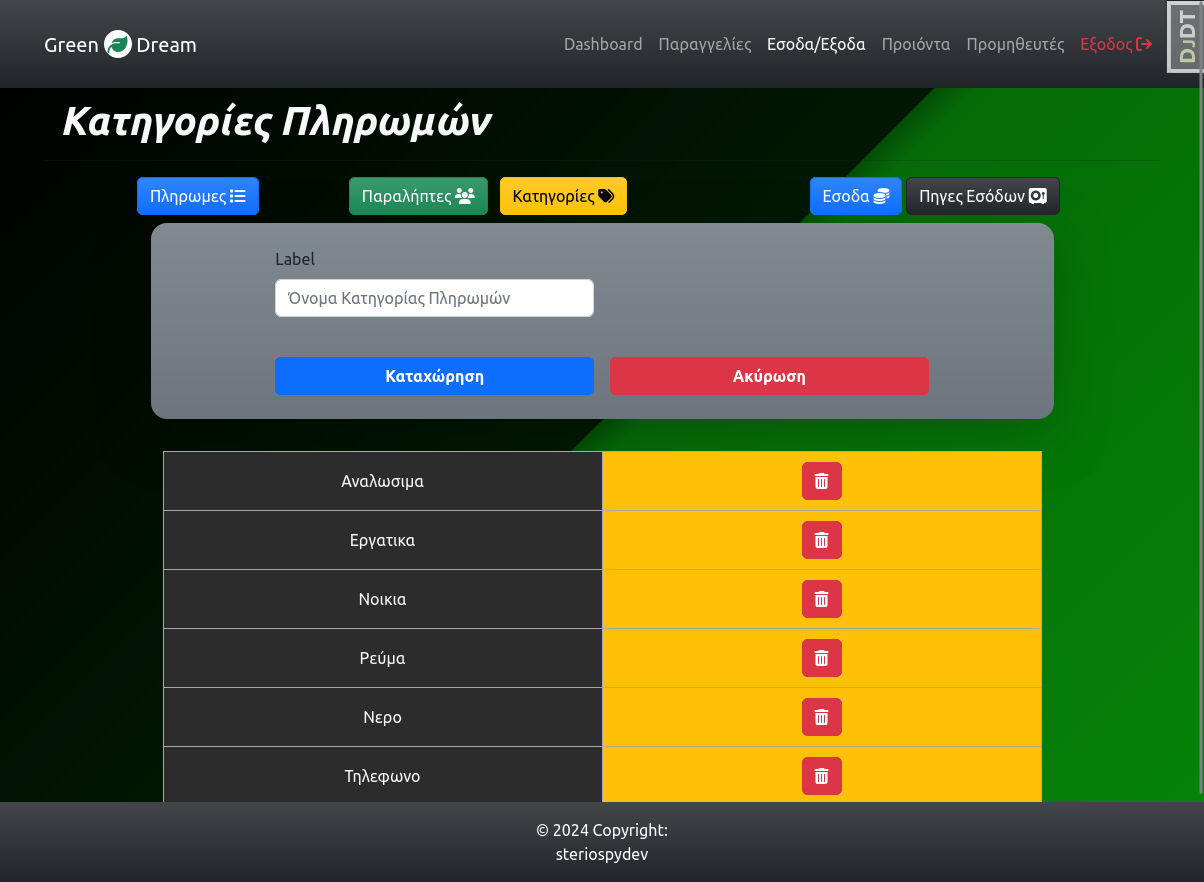 Green Dream
Dashboard Παραγγελίες Εσοδα/Εξοδα Προιόντα Προμηθευτές Εξοδος
DJDT
Κατηγορίες Πληρωμών
Πληρωμες Παραλήπτες Κατηγορίες Εσοδα Πηγες Εσόδων
Label
Όνομα Κατηγορίας Πληρωμών
Καταχώρηση Ακύρωση
Αναλωσιμα
Εργατικα
Νοικια
Ρεύμα
Νερο
Τηλεφωνο
© 2024 Copyright:
steriospydev